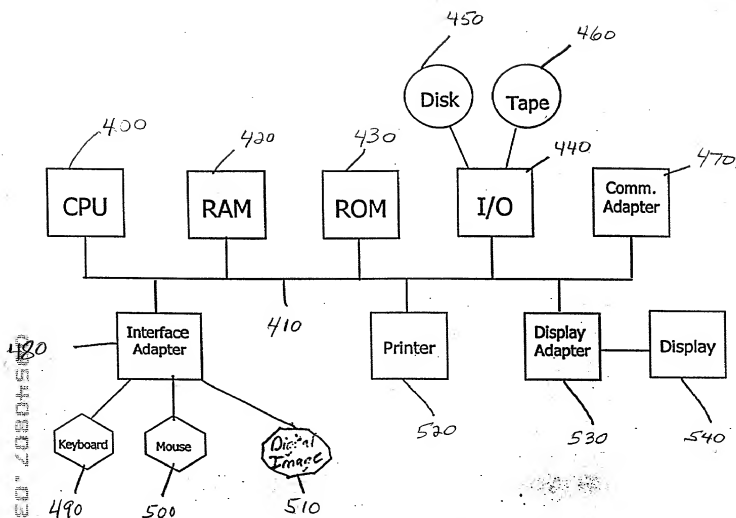 450
460
Disk
Tape
400
420
430
440
470
CPU
RAM
ROM
I/O
Comm.
Adapter
410
480
Interface
Adapter
Printer
Display
Adapter
Display
520
530
540
Keyboard
Mouse
Digital
Image
490
500
510